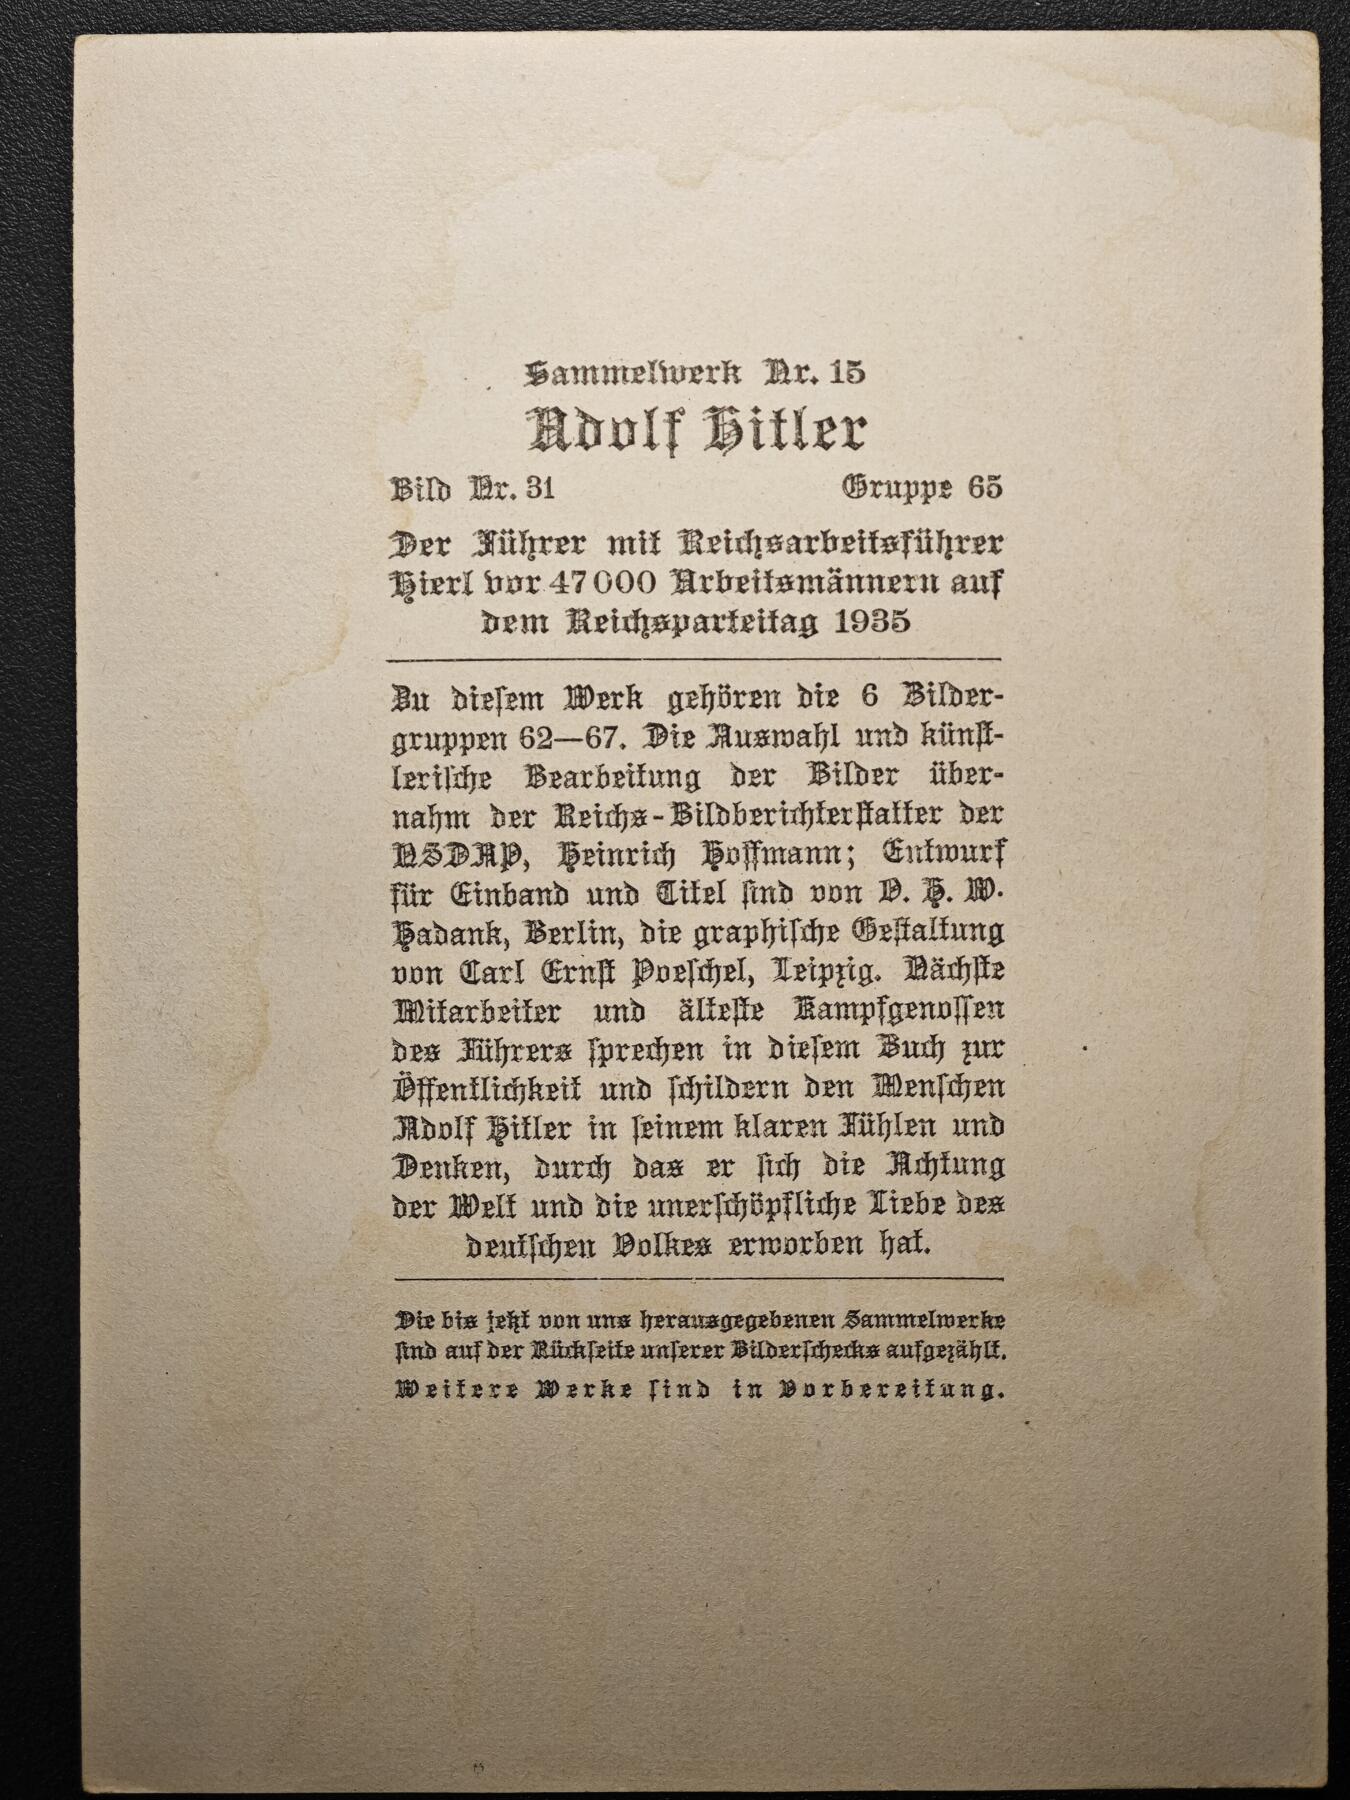 Sammelwerk Nr. 15
Adolf Hitler
Bild Nr. 31 Gruppe 65
Der Führer mit Reichsarbeitsführer
Hierl vor 47 000 Arbeitsmännern auf
dem Reichsparteitag 1935
Zu dieſem Werk gehören die 6 Bilder-
gruppen 62—67. Die Auswahl und künſt-
leriſche Bearbeitung der Bilder über-
nahm der Reichs-Bildberichterſtatter der
NSDAP, Heinrich Hoffmann; Entwurf
für Einband und Titel ſind von O. H. W.
Hadank, Berlin, die graphiſche Geſtaltung
von Carl Ernſt Poeſchel, Leipzig. Nächſte
Mitarbeiter und älteſte Kampfgenoſſen
des Führers ſprechen in dieſem Buch zur
Öffentlichkeit und ſchildern den Menſchen
Adolf Hitler in ſeinem klaren Fühlen und
Denken, durch das er ſich die Achtung
der Welt und die unerſchöpfliche Liebe des
deutſchen Volkes erworben hat.
Die bis jetzt von uns herausgegebenen Sammelwerke
ſind auf der Rückſeite unſerer Bilderſchecks aufgezählt.
Weitere Werke ſind in Vorbereitung.